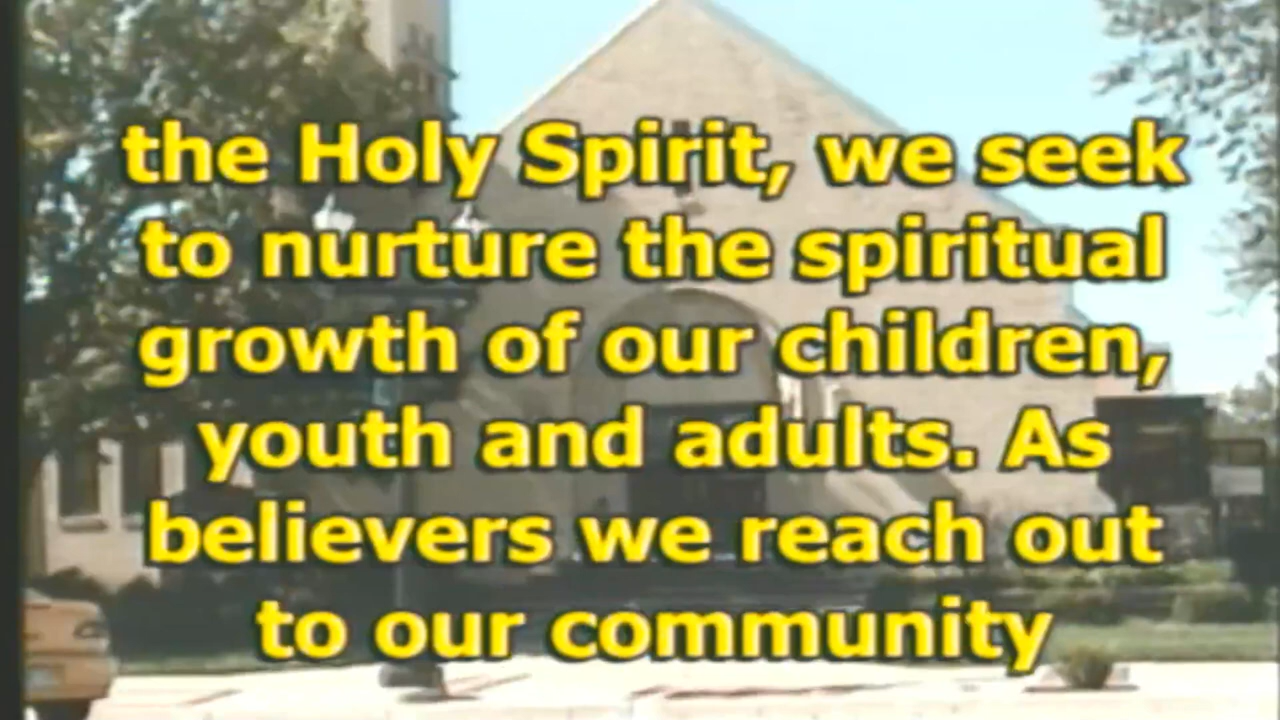 the Holy Spirit, we seek
to nurture the spiritual
growth of our children,
youth and adults. As
believers we reach out
to our community